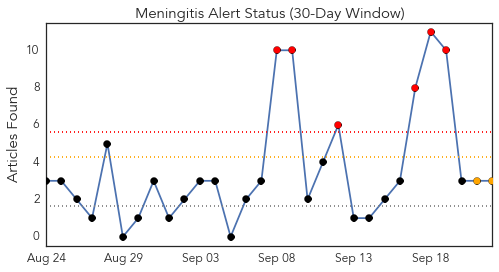 Meningitis Alert Status (30-Day Window)
Articles Found
10
8
6
4
2
0
Aug 24 Aug 29 Sep 03 Sep 08 Sep 13 Sep 18